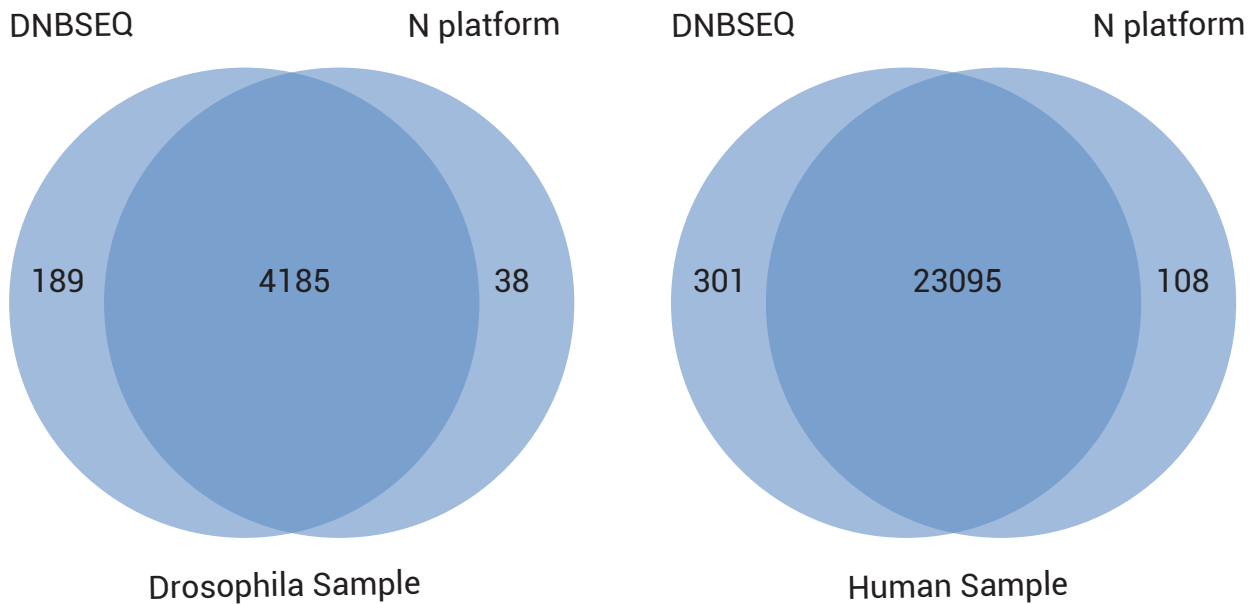 DNBSEQ N platform
189 4185 38
Drosophila Sample
DNBSEQ N platform
301 23095 108
Human Sample